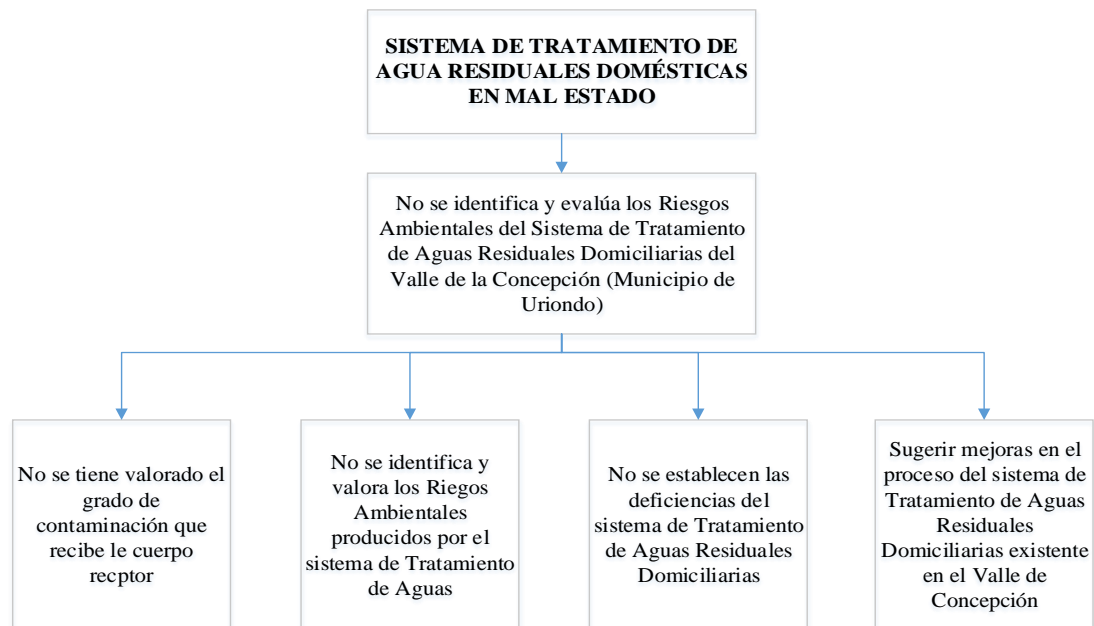 SISTEMA DE TRATAMIENTO DE
AGUA RESIDUALES DOMÉSTICAS
EN MAL ESTADO
No se identifica y evalúa los Riesgos
Ambientales del Sistema de Tratamiento
de Aguas Residuales Domiciliarias del
Valle de la Concepción (Municipio de
Uriondo)
No se tiene valorado el
grado de
contaminación que
recibe le cuerpo
recptor
No se identifica y
valora los Riegos
Ambientales
producidos por el
sistema de Tratamiento
de Aguas
No se establecen las
deficiencias del
sistema de Tratamiento
de Aguas Residuales
Domiciliarias
Sugerir mejoras en el
proceso del sistema de
Tratamiento de Aguas
Residuales
Domiciliarias existente
en el Valle de
Concepción